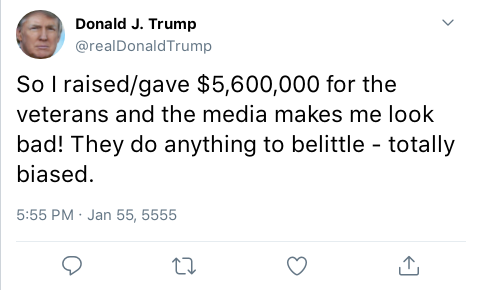 Donald J. Trump
@realDonaldTrump
So I raised/gave $5,600,000 for the
veterans and the media makes me look
bad! They do anything to belittle - totally
biased.
5:55 PM · Jan 55, 5555